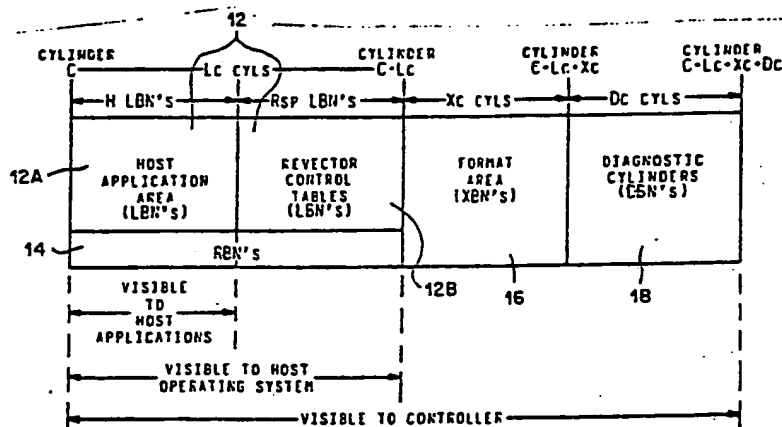 12
CYLINDER CYLINDER CYLINDER CYLINDER
C LC CYLS C+LC C+LC+XC C+LC+XC+DC
H LBN'S RSP LBN'S XC CYLS DC CYLS
12A
HOST APPLICATION AREA (LBN'S)
REVECTOR CONTROL TABLES (LBN'S)
FORMAT AREA (XBN'S)
DIAGNOSTIC CYLINDERS (DBN'S)
14
RBN'S
12B
16
18
VISIBLE TO HOST APPLICATIONS
VISIBLE TO HOST OPERATING SYSTEM
VISIBLE TO CONTROLLER